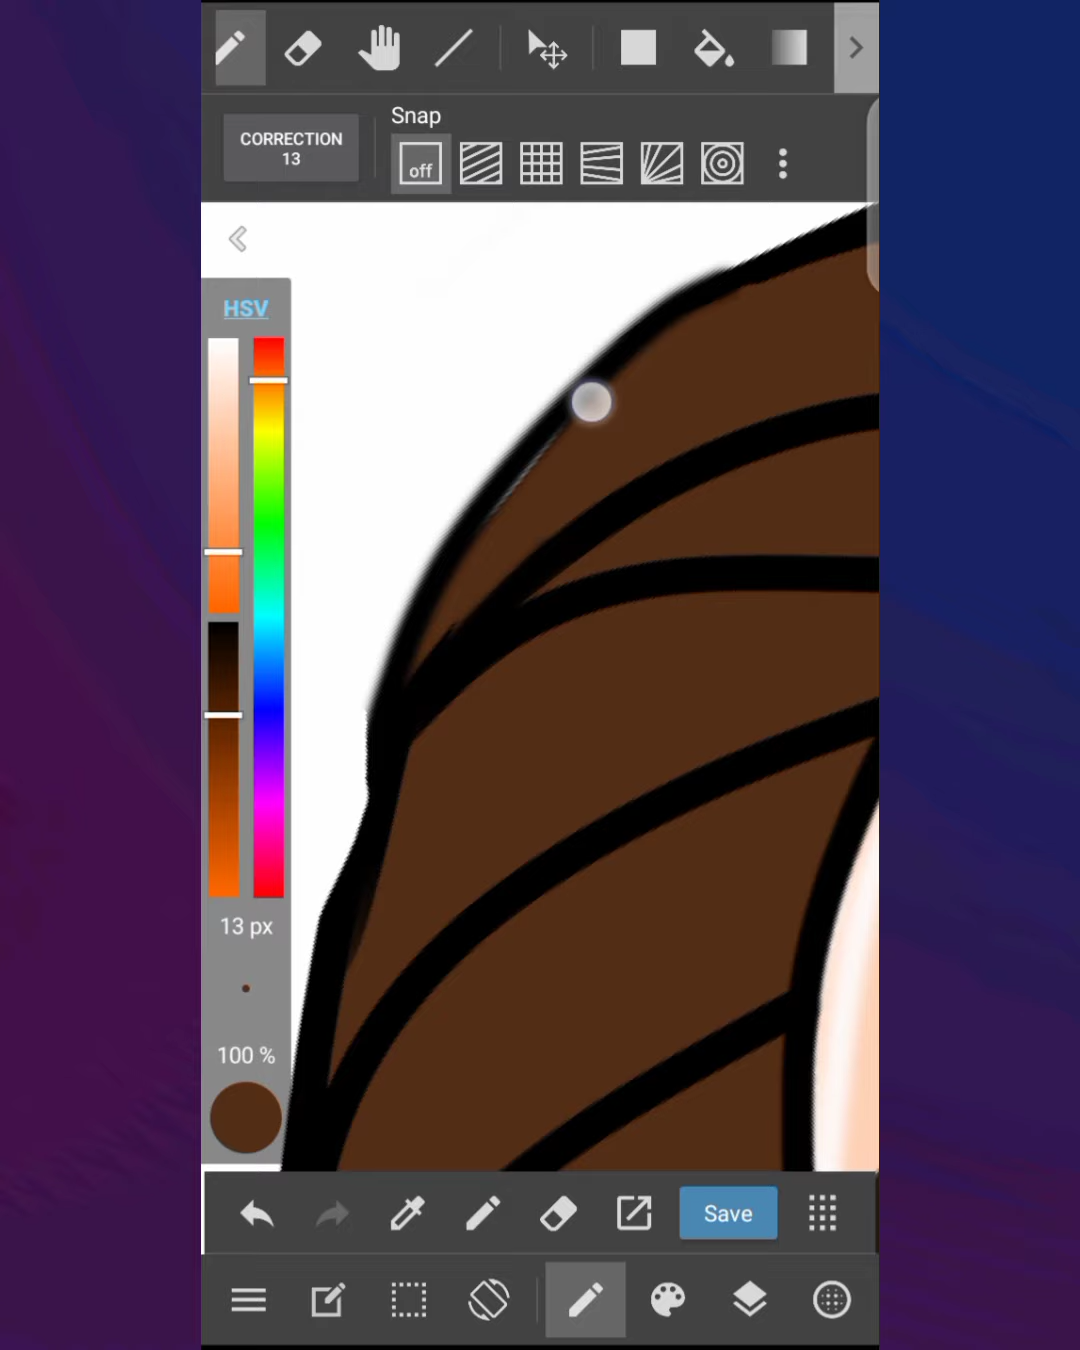 CORRECTION
13
Snap
off
HSV
13 px
100 %
Save